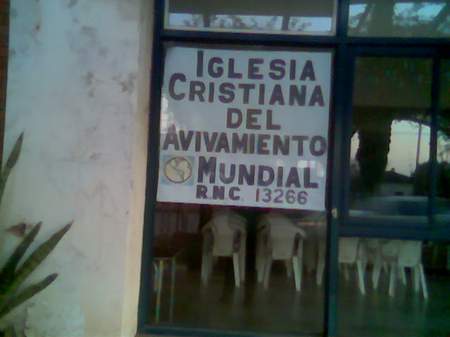 IGLESIA
CRISTIANA
DEL
AVIVAMIENTO
MUNDIAL
R.N.C. 13266